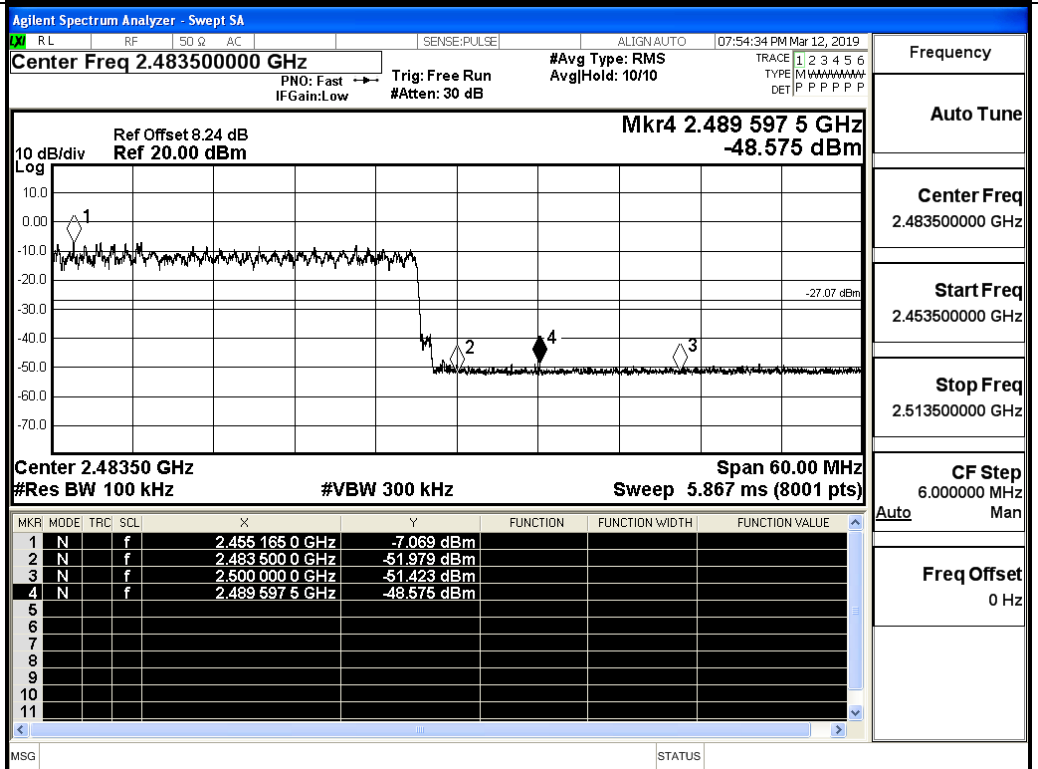 Agilent Spectrum Analyzer - Swept SA
LXI RL RF 50 Ω AC SENSE:PULSE ALIGN AUTO 07:54:34 PM Mar 12, 2019
Center Freq 2.483500000 GHz #Avg Type: RMS TRACE 1 2 3 4 5 6
PNO: Fast Trig: Free Run Avg|Hold: 10/10 TYPE M WWWWW
IFGain:Low #Atten: 30 dB DET P P P P P P
Mkr4 2.489 597 5 GHz
-48.575 dBm
Ref Offset 8.24 dB
10 dB/div Ref 20.00 dBm
Log
10.0
0.00
-10.0
-20.0
-30.0
-40.0
-50.0
-60.0
-70.0
1
2
4
3
-27.07 dBm
Center 2.48350 GHz Span 60.00 MHz
#Res BW 100 kHz #VBW 300 kHz Sweep 5.867 ms (8001 pts)
MKR MODE TRC SCL X Y FUNCTION FUNCTION WIDTH FUNCTION VALUE
1 N f 2.455 165 0 GHz -7.069 dBm
2 N f 2.483 500 0 GHz -51.979 dBm
3 N f 2.500 000 0 GHz -51.423 dBm
4 N f 2.489 597 5 GHz -48.575 dBm
5
6
7
8
9
10
11
MSG STATUS
Frequency
Auto Tune
Center Freq
2.483500000 GHz
Start Freq
2.453500000 GHz
Stop Freq
2.513500000 GHz
CF Step
6.000000 MHz
Auto Man
Freq Offset
0 Hz